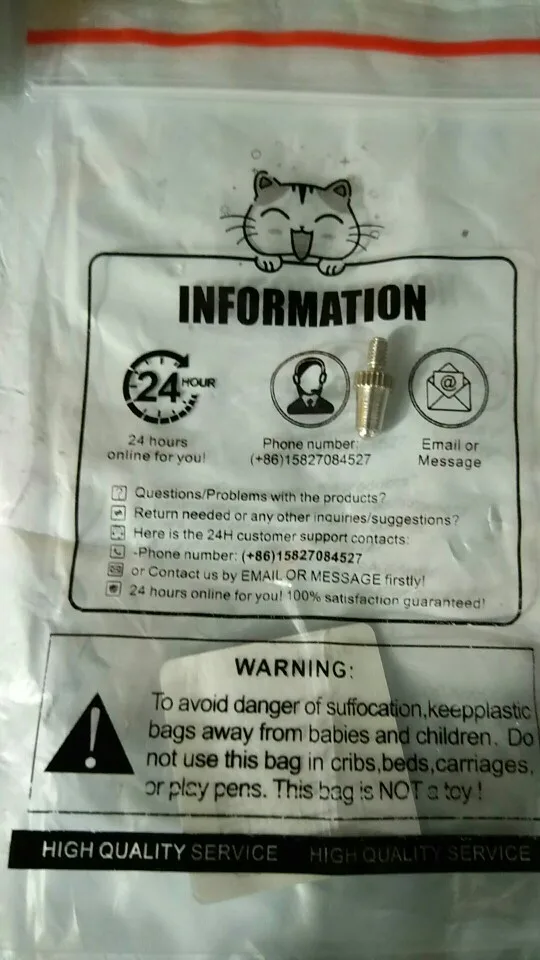 INFORMATION
24 HOUR
24 hours
online for you!
Phone number:
(+86)15827084527
@
Email or
Message
Questions/Problems with the products?
Return needed or any other inquiries/suggestions?
Here is the 24H customer support contacts:
-Phone number: (+86)15827084527
or Contact us by EMAIL OR MESSAGE firstly!
24 hours online for you! 100% satisfaction guaranteed!
WARNING:
To avoid danger of suffocation,keepplastic
bags away from babies and children. Do
not use this bag in cribs,beds,carriages,
or play pens. This bag is NOT a toy!
HIGH QUALITY SERVICE HIGH QUALITY SERVICE